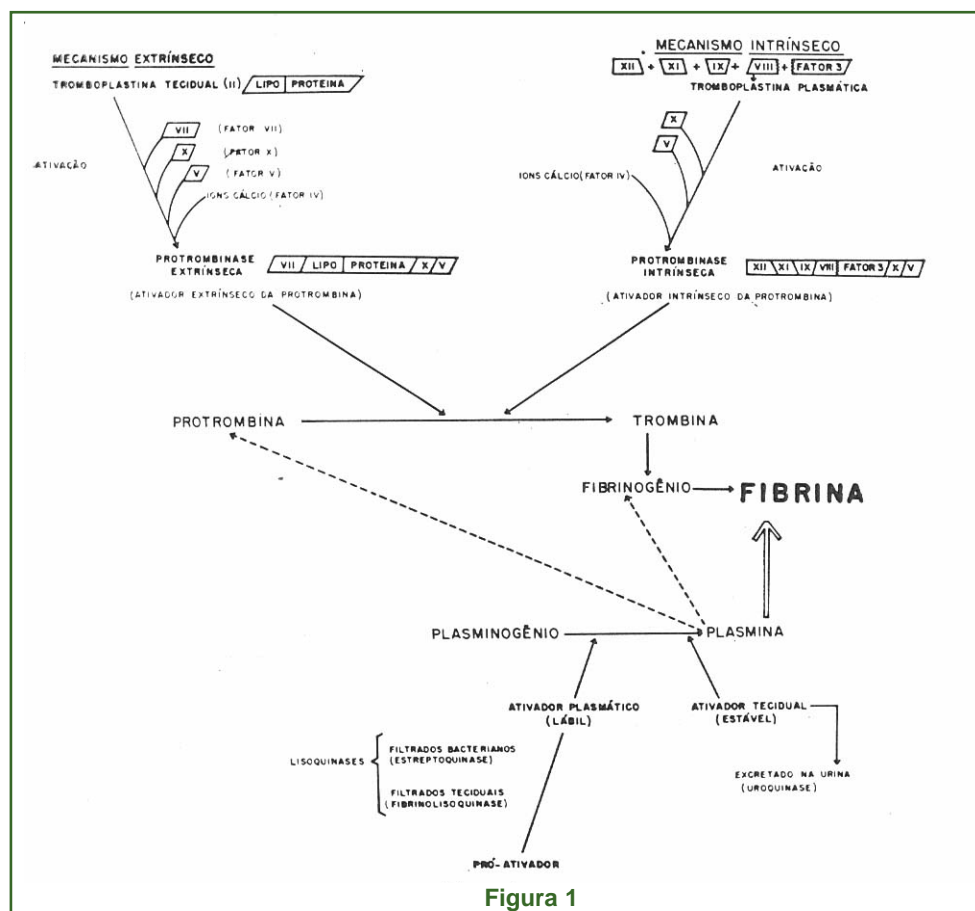 MECANISMO EXTRÍNSECO
TROMBOPLASTINA TECIDUAL (II) LIPO PROTEINA
VII (FATOR VII)
X (FATOR X)
ATIVAÇÃO
V (FATOR V)
IONS CÁLCIO (FATOR IV)
PROTROMBINASE
EXTRÍNSECA
VII LIPO PROTEINA X V
(ATIVADOR EXTRÍNSECO DA PROTROMBINA)
MECANISMO INTRÍNSECO
XII + XI + IX + VIII + FATOR 3
TROMBOPLASTINA PLASMÁTICA
X
V
IONS CÁLCIO (FATOR IV)
ATIVAÇÃO
PROTROMBINASE
INTRÍNSECA
XII XI IX VIII FATOR 3 X V
(ATIVADOR INTRÍNSECO DA PROTROMBINA)
PROTROMBINA
TROMBINA
FIBRINOGÊNIO
FIBRINA
PLASMINOGÊNIO
PLASMINA
ATIVADOR PLASMÁTICO
(LÁBIL)
ATIVADOR TECIDUAL
(ESTÁVEL)
LISOQUINASES
FILTRADOS BACTERIANOS
(ESTREPTOQUINASE)
FILTRADOS TECIDUAIS
(FIBRINOLISOQUINASE)
EXCRETADO NA URINA
(UROQUINASE)
PRÓ-ATIVADOR
Figura 1